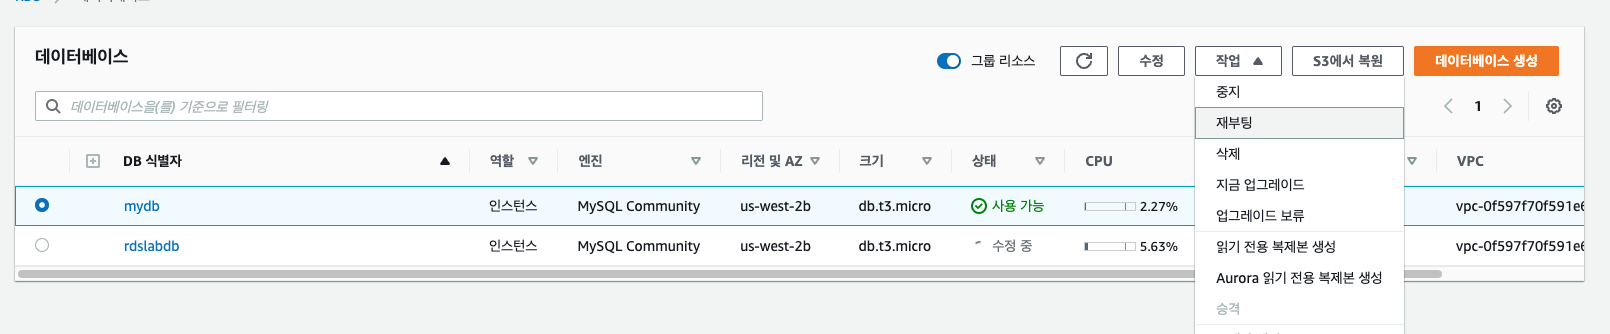 데이터베이스
그룹 리소스
수정
작업
S3에서 복원
데이터베이스 생성
데이터베이스을(를) 기준으로 필터링
1
중지
재부팅
삭제
지금 업그레이드
업그레이드 보류
읽기 전용 복제본 생성
Aurora 읽기 전용 복제본 생성
승격
DB 식별자 역할 엔진 리전 및 AZ 크기 상태 CPU VPC
mydb 인스턴스 MySQL Community us-west-2b db.t3.micro 사용 가능 2.27% vpc-0f597f70f591e6
rdslabdb 인스턴스 MySQL Community us-west-2b db.t3.micro 수정 중 5.63% vpc-0f597f70f591e6